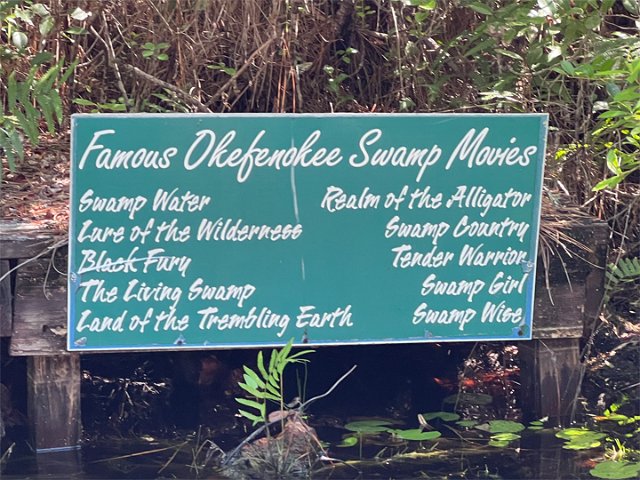 Famous Okefenokee Swamp Movies
Swamp Water
Lure of the Wilderness
Black Fury
The Living Swamp
Land of the Trembling Earth
Realm of the Alligator
Swamp Country
Tender Warrior
Swamp Girl
Swamp Wise